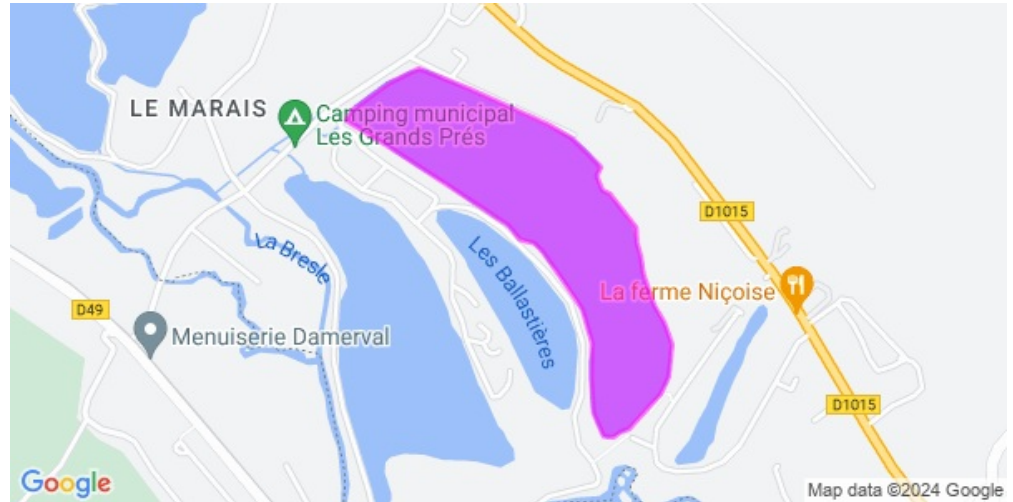 LE MARAIS
Camping municipal
Les Grands Prés
D1015
La Bresle
Les Ballastières
La ferme Niçoise
D49
Menuiserie Damerval
D1015
Google
Map data ©2024 Google